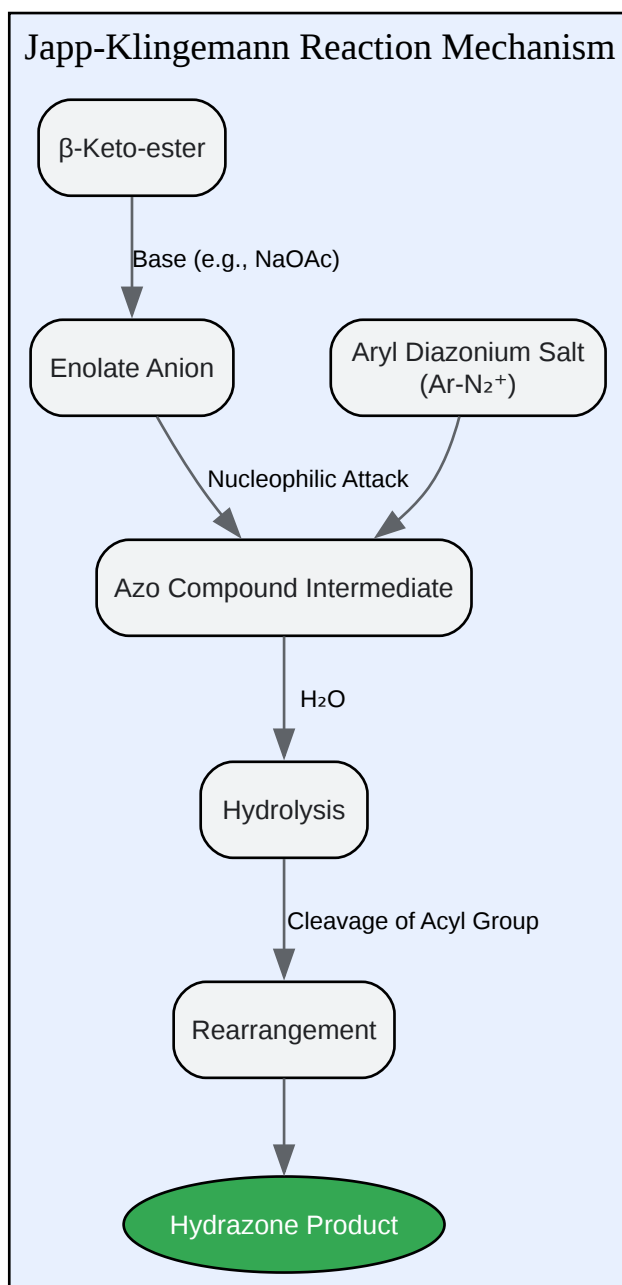 Japp-Klingemann Reaction Mechanism
β-Keto-ester
Base (e.g., NaOAc)
Enolate Anion
Aryl Diazonium Salt
(Ar-N₂⁺)
Nucleophilic Attack
Azo Compound Intermediate
H₂O
Hydrolysis
Cleavage of Acyl Group
Rearrangement
Hydrazone Product